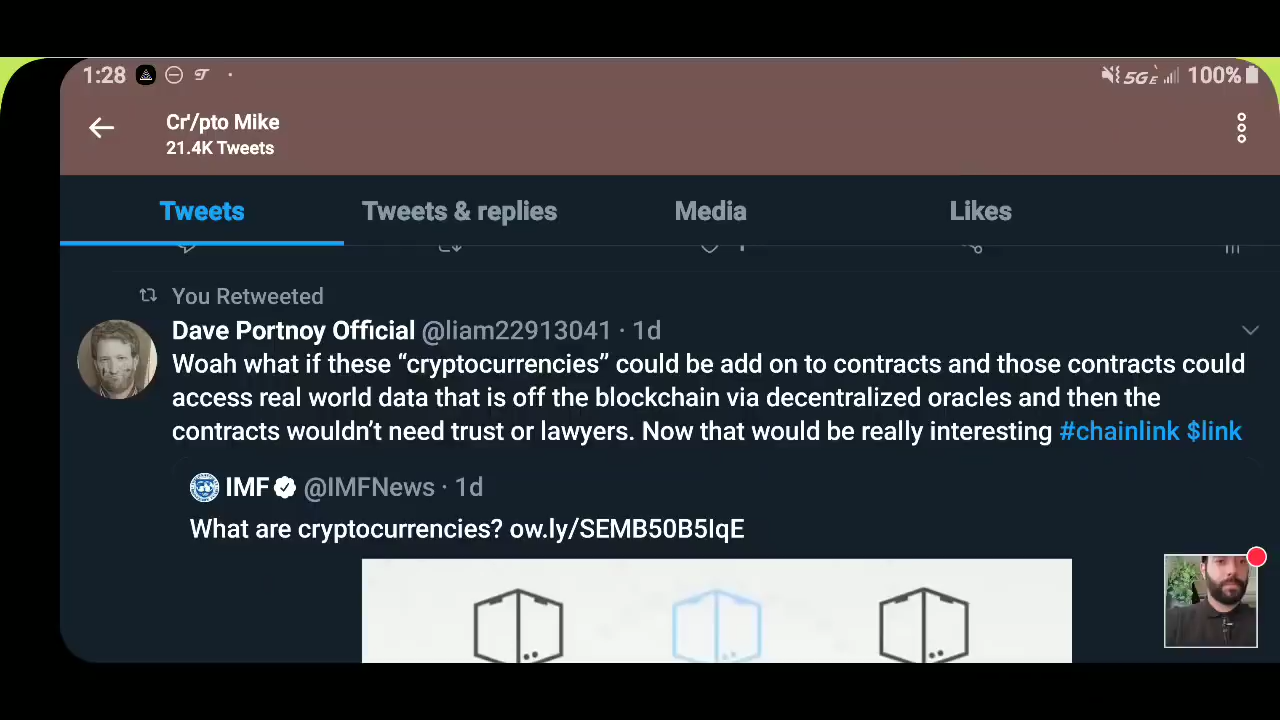 1:28
5GE
100%
Cr'/pto Mike
21.4K Tweets
Tweets
Tweets & replies
Media
Likes
You Retweeted
Dave Portnoy Official @liam22913041 · 1d
Woah what if these “cryptocurrencies” could be add on to contracts and those contracts could
access real world data that is off the blockchain via decentralized oracles and then the
contracts wouldn’t need trust or lawyers. Now that would be really interesting #chainlink $link
IMF @IMFNews · 1d
What are cryptocurrencies? ow.ly/SEMB50B5IqE